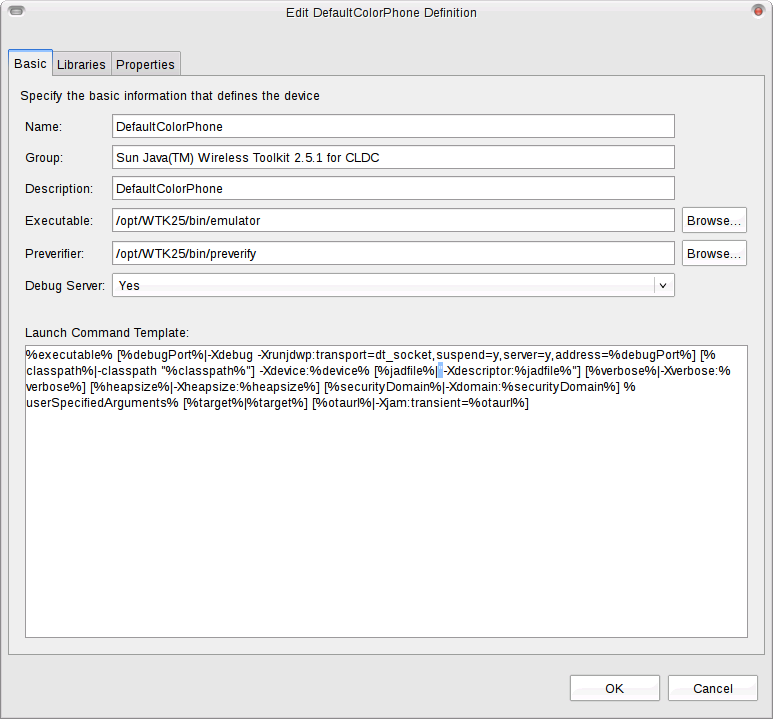 Edit DefaultColorPhone Definition
Basic Libraries Properties
Specify the basic information that defines the device
Name: DefaultColorPhone
Group: Sun Java(TM) Wireless Toolkit 2.5.1 for CLDC
Description: DefaultColorPhone
Executable: /opt/WTK25/bin/emulator Browse...
Preverifier: /opt/WTK25/bin/preverify Browse...
Debug Server: Yes
Launch Command Template:
%executable% [%debugPort%|-Xdebug -Xrunjdwp:transport=dt_socket,suspend=y,server=y,address=%debugPort%] [%
classpath%|-classpath "%classpath%"] -Xdevice:%device% [%jadfile%|"-Xdescriptor:%jadfile%"] [%verbose%|-Xverbose:%
verbose%] [%heapsize%|-Xheapsize:%heapsize%] [%securityDomain%|-Xdomain:%securityDomain%] %
userSpecifiedArguments% [%target%|%target%] [%otaurl%|-Xjam:transient=%otaurl%]
OK Cancel